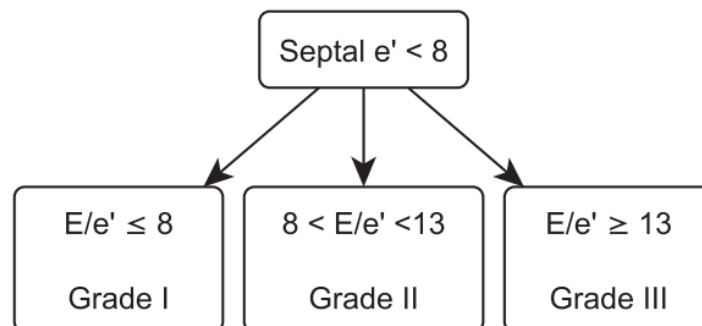 Septal e' < 8
E/e' ≤ 8
Grade I
8 < E/e' <13
Grade II
E/e' ≥ 13
Grade III